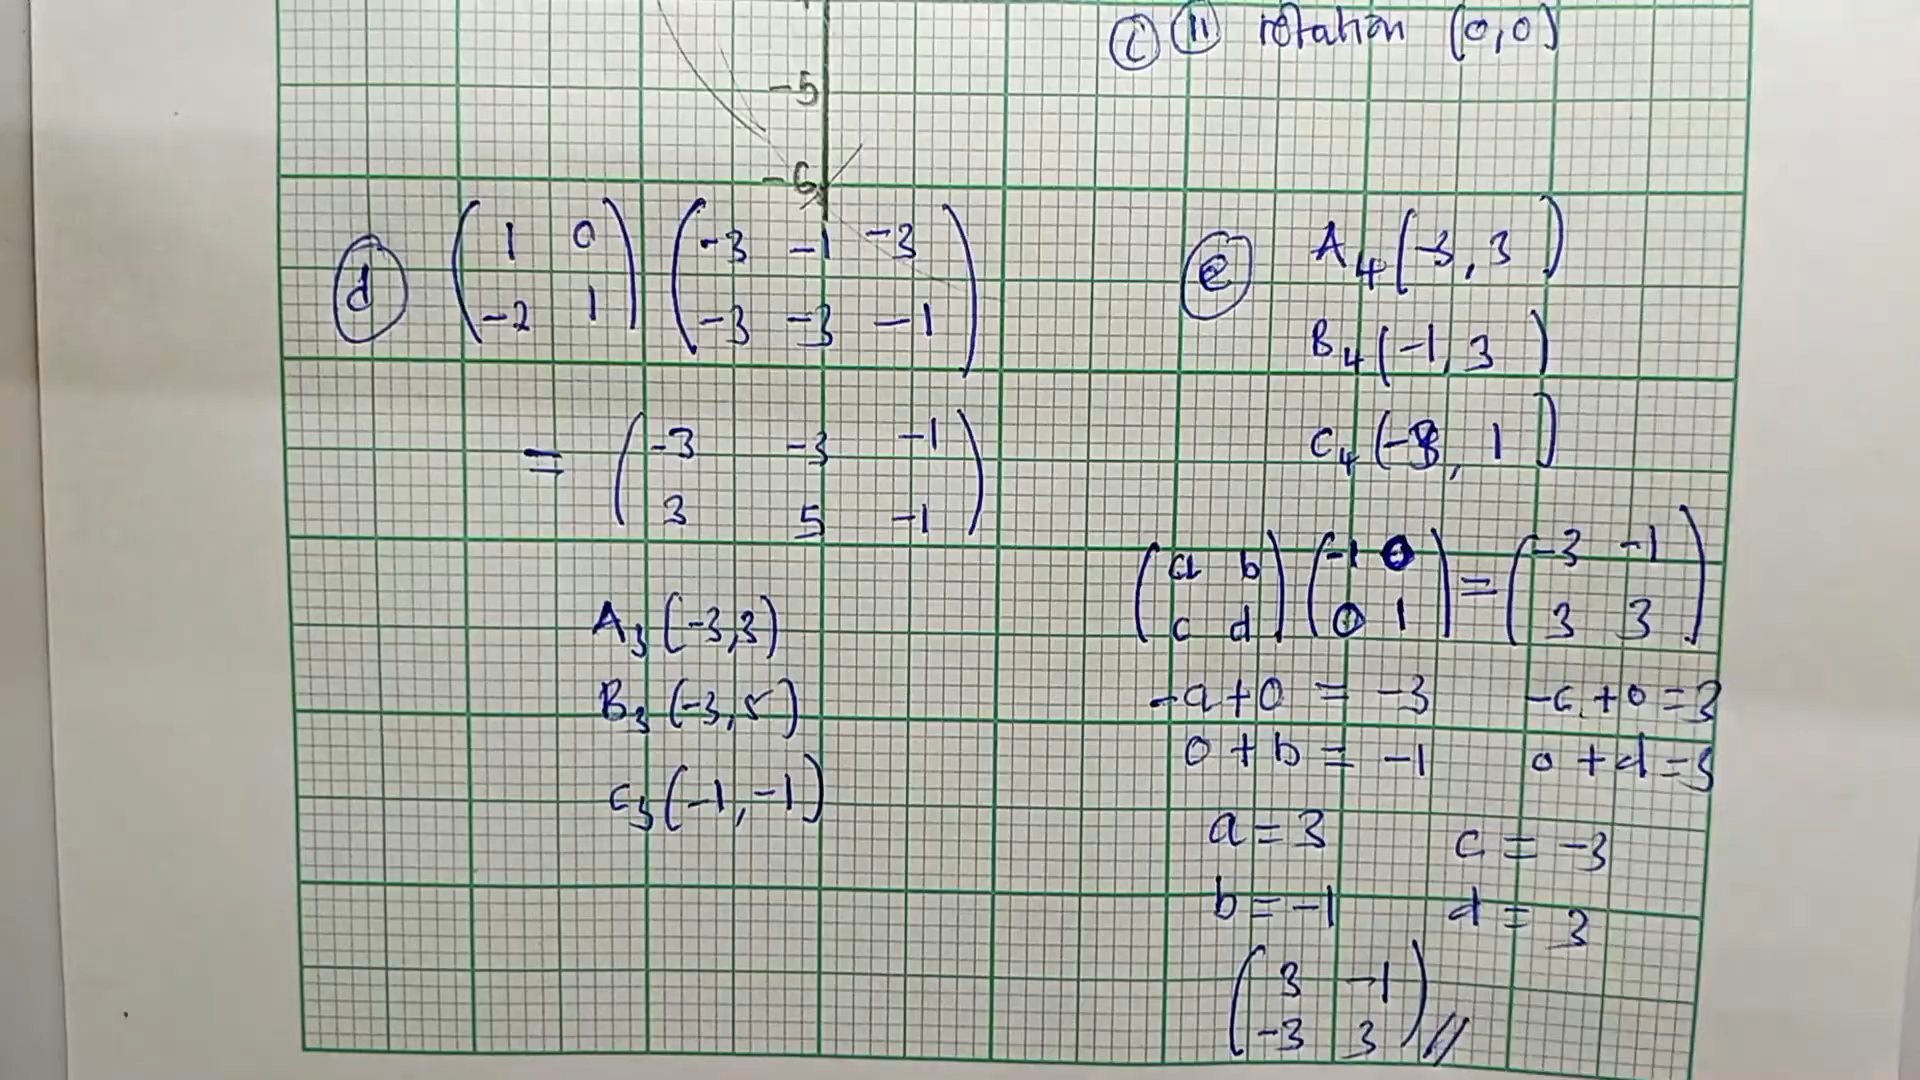 -5
-6
(i) (ii) rotation (0,0)
(d) ( 1 0 ) ( -3 -1 -3 )
( -2 1 ) ( -3 -3 -1 )
= ( -3 -3 -1 )
( 3 5 -1 )
A3 (-3,3)
B3 (-3,5)
C3 (-1,-1)
(e) A4 (-3, 3)
B4 (-1, 3)
C4 (-3, 1)
( a b ) ( -1 0 ) = ( -3 -1 )
( c d ) ( 0 1 ) ( 3 3 )
-a+0 = -3 -c+0=3
0+b = -1 0+d=3
a=3 c = -3
b=-1 d = 3
( 3 -1 )
( -3 3 ) //